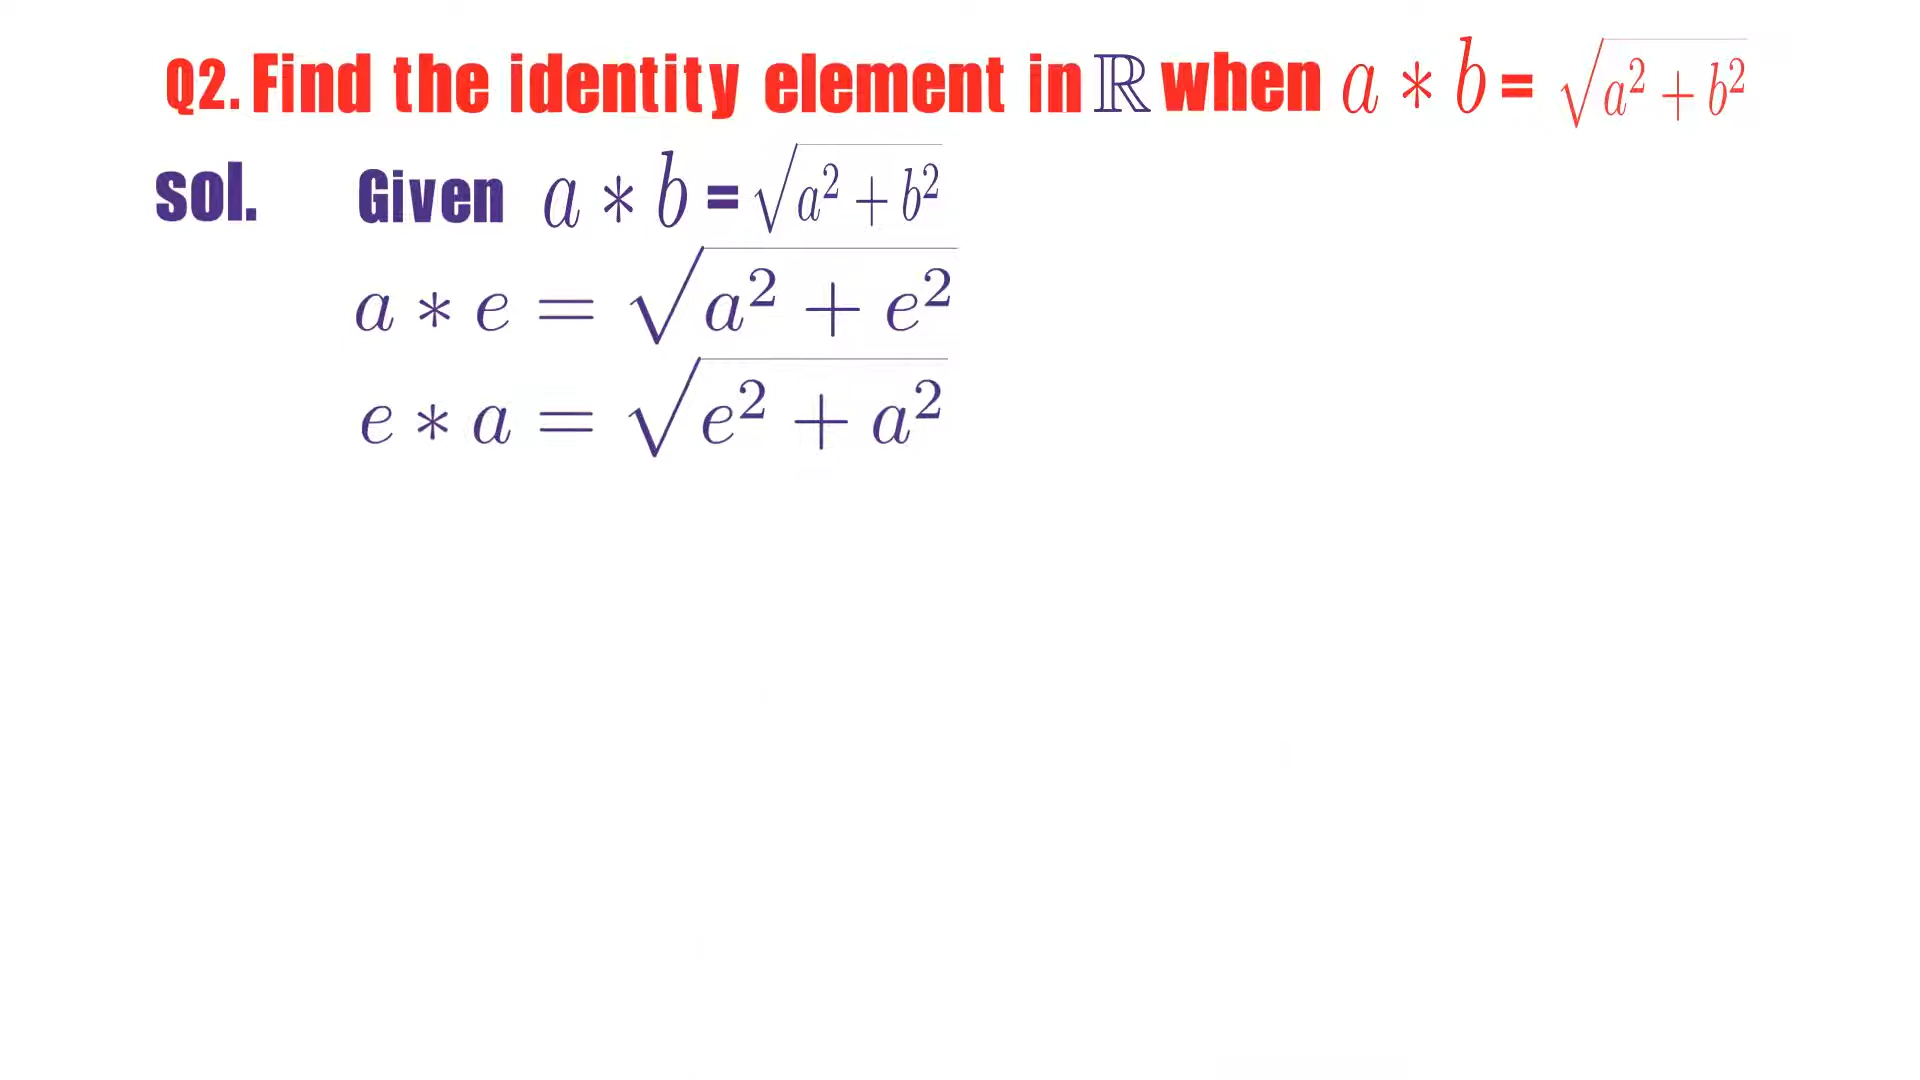 Q2. Find the identity element in ℝ when a * b = √(a² + b²)
sol. Given a * b = √(a² + b²)
a * e = √(a² + e²)
e * a = √(e² + a²)